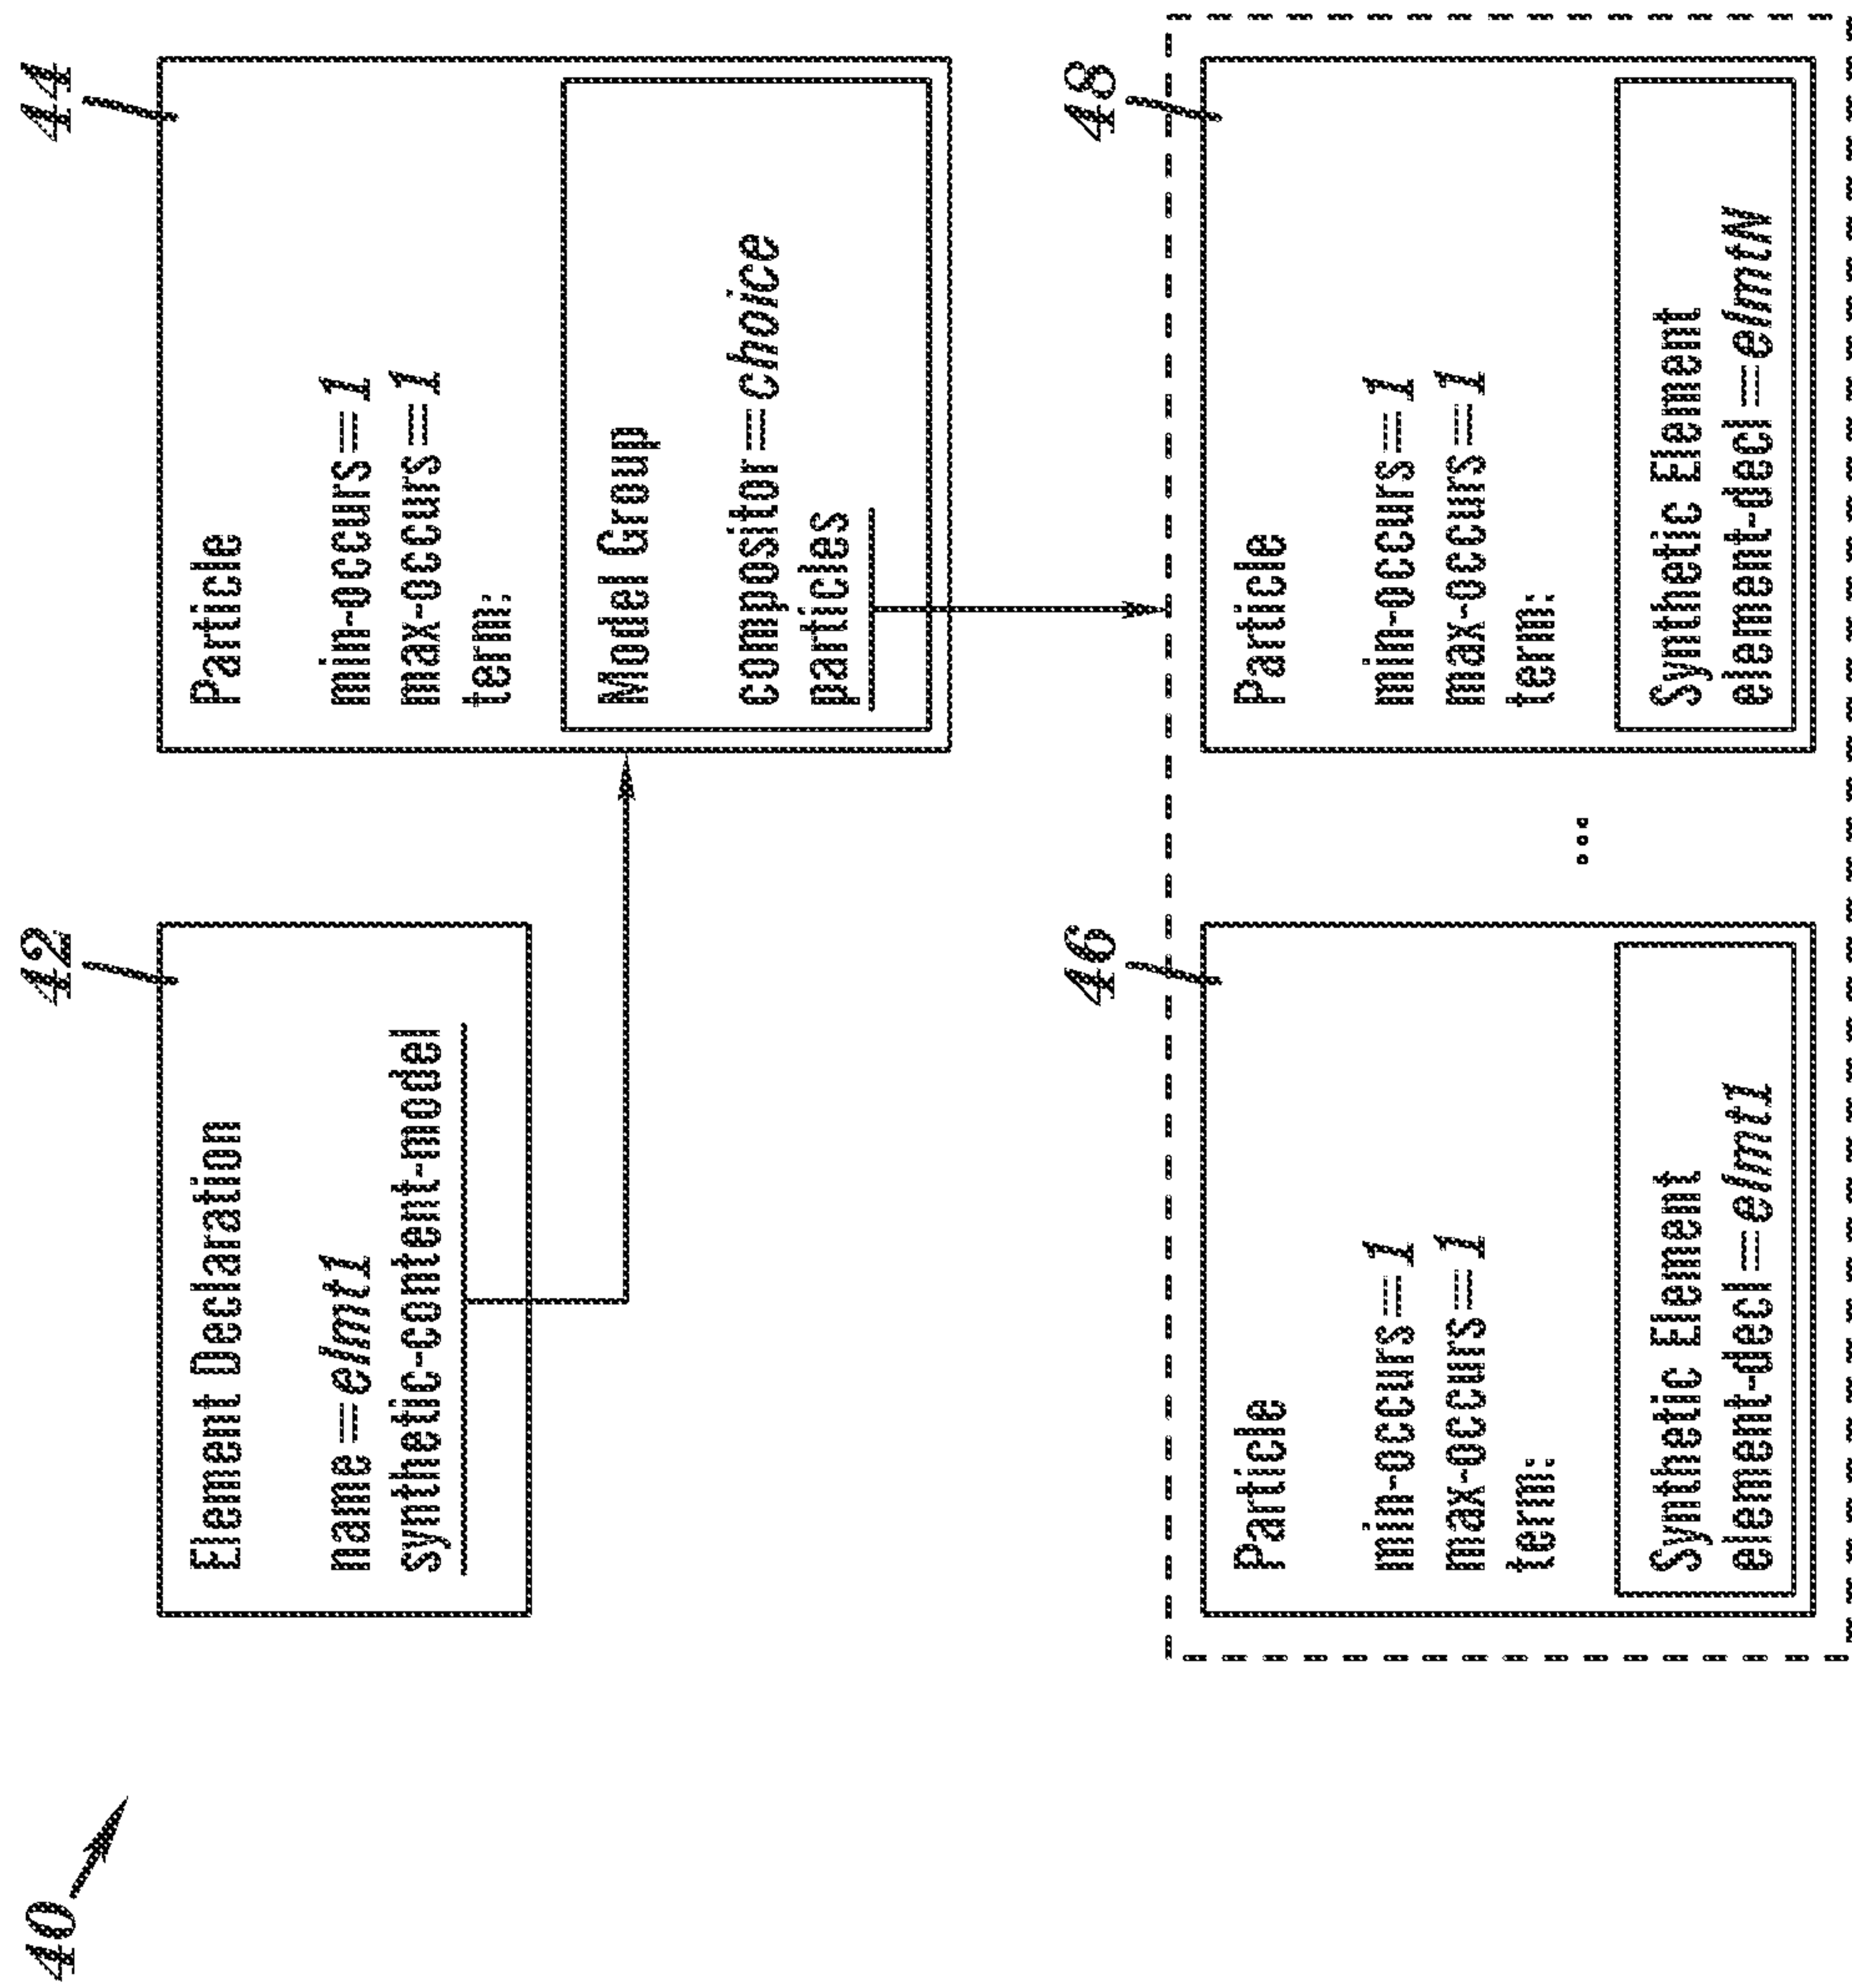 40
42
Element Declaration
name=elmt1
synthetic-content-model
44
Particle
min-occurs=1
max-occurs=1
term:
Model Group
compositor=choice
particles
46
Particle
min-occurs=1
max-occurs=1
term:
Synthetic Element
element-decl=elmt1
...
48
Particle
min-occurs=1
max-occurs=1
term:
Synthetic Element
element-decl=elmtN